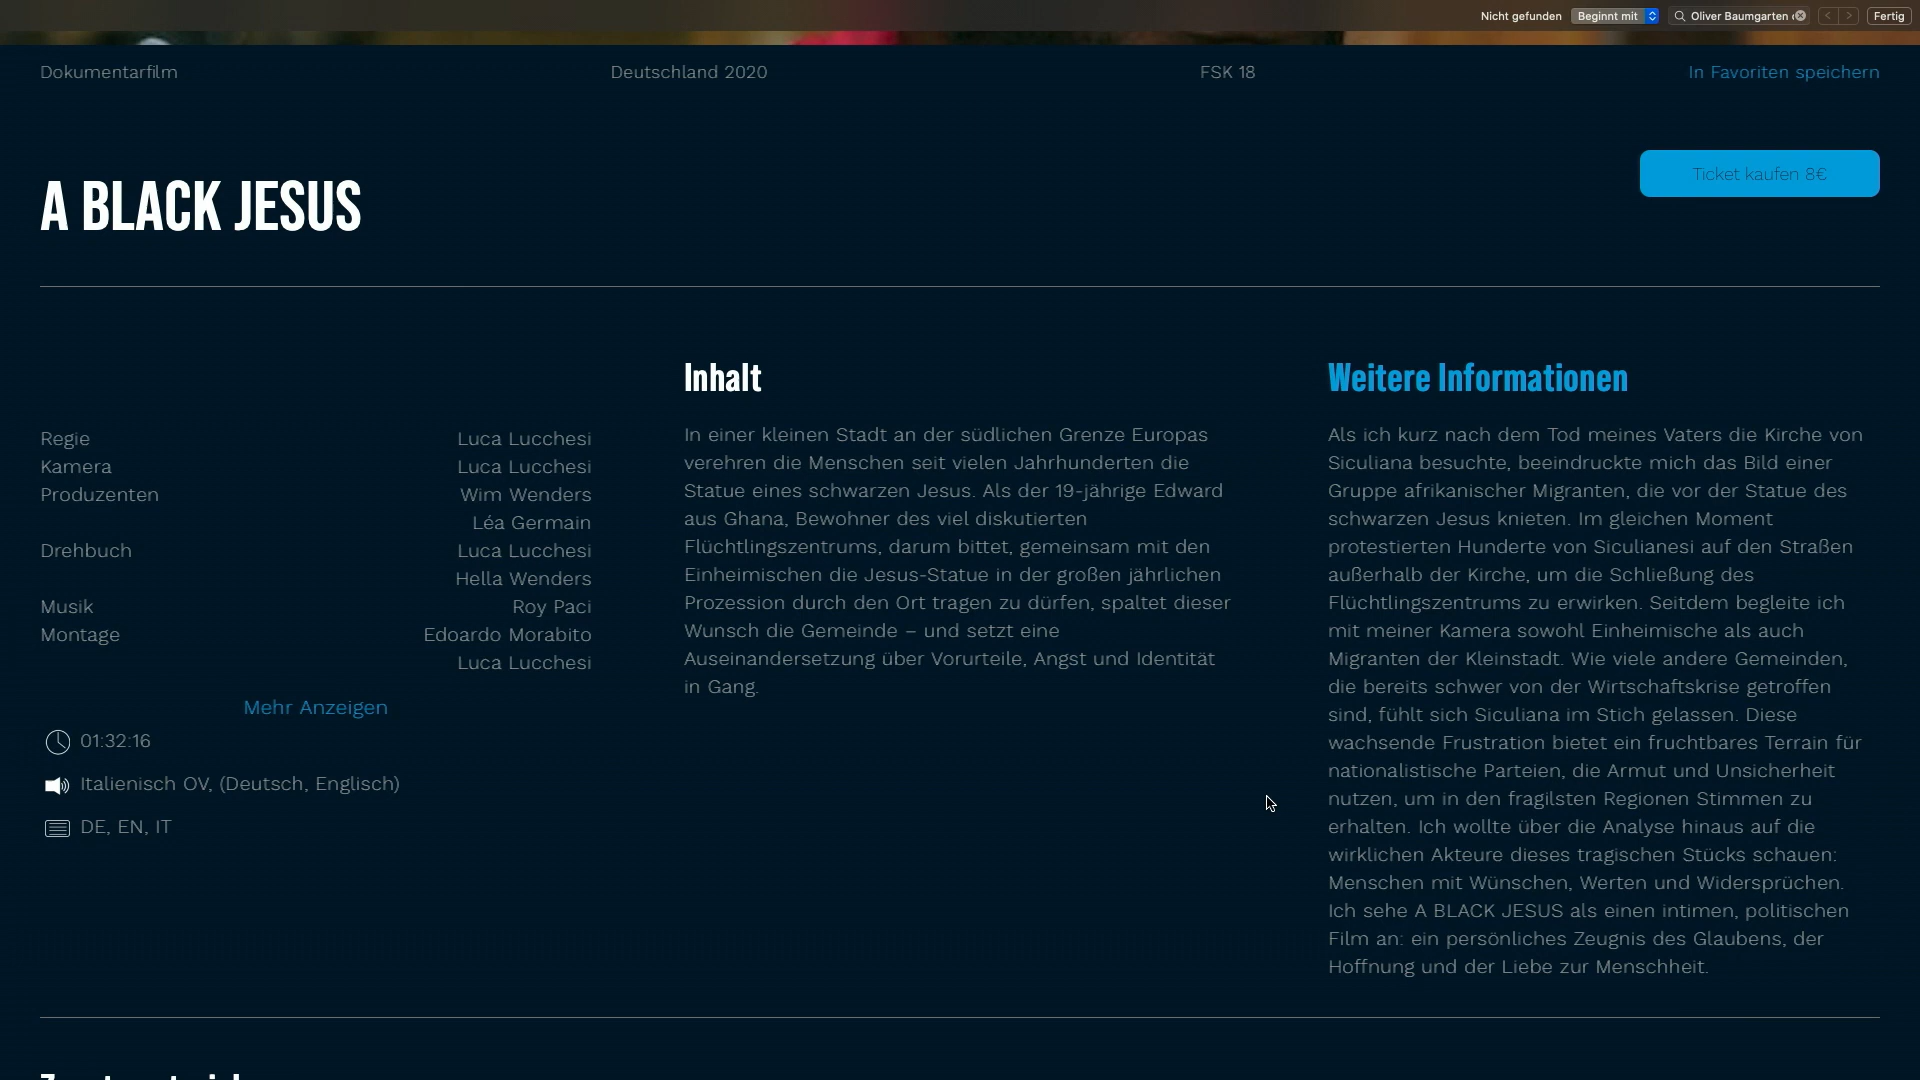 Nicht gefunden
Beginnt mit
Oliver Baumgarten
Fertig
Dokumentarfilm
Deutschland 2020
FSK 18
In Favoriten speichern
A BLACK JESUS
Ticket kaufen 8€
Regie Luca Lucchesi
Kamera Luca Lucchesi
Produzenten Wim Wenders
Léa Germain
Drehbuch Luca Lucchesi
Hella Wenders
Musik Roy Paci
Montage Edoardo Morabito
Luca Lucchesi
Mehr Anzeigen
01:32:16
Italienisch OV, (Deutsch, Englisch)
DE, EN, IT
Inhalt
In einer kleinen Stadt an der südlichen Grenze Europas
verehren die Menschen seit vielen Jahrhunderten die
Statue eines schwarzen Jesus. Als der 19-jährige Edward
aus Ghana, Bewohner des viel diskutierten
Flüchtlingszentrums, darum bittet, gemeinsam mit den
Einheimischen die Jesus-Statue in der großen jährlichen
Prozession durch den Ort tragen zu dürfen, spaltet dieser
Wunsch die Gemeinde – und setzt eine
Auseinandersetzung über Vorurteile, Angst und Identität
in Gang.
Weitere Informationen
Als ich kurz nach dem Tod meines Vaters die Kirche von
Siculiana besuchte, beeindruckte mich das Bild einer
Gruppe afrikanischer Migranten, die vor der Statue des
schwarzen Jesus knieten. Im gleichen Moment
protestierten Hunderte von Siculianesi auf den Straßen
außerhalb der Kirche, um die Schließung des
Flüchtlingszentrums zu erwirken. Seitdem begleite ich
mit meiner Kamera sowohl Einheimische als auch
Migranten der Kleinstadt. Wie viele andere Gemeinden,
die bereits schwer von der Wirtschaftskrise getroffen
sind, fühlt sich Siculiana im Stich gelassen. Diese
wachsende Frustration bietet ein fruchtbares Terrain für
nationalistische Parteien, die Armut und Unsicherheit
nutzen, um in den fragilsten Regionen Stimmen zu
erhalten. Ich wollte über die Analyse hinaus auf die
wirklichen Akteure dieses tragischen Stücks schauen:
Menschen mit Wünschen, Werten und Widersprüchen.
Ich sehe A BLACK JESUS als einen intimen, politischen
Film an: ein persönliches Zeugnis des Glaubens, der
Hoffnung und der Liebe zur Menschheit.